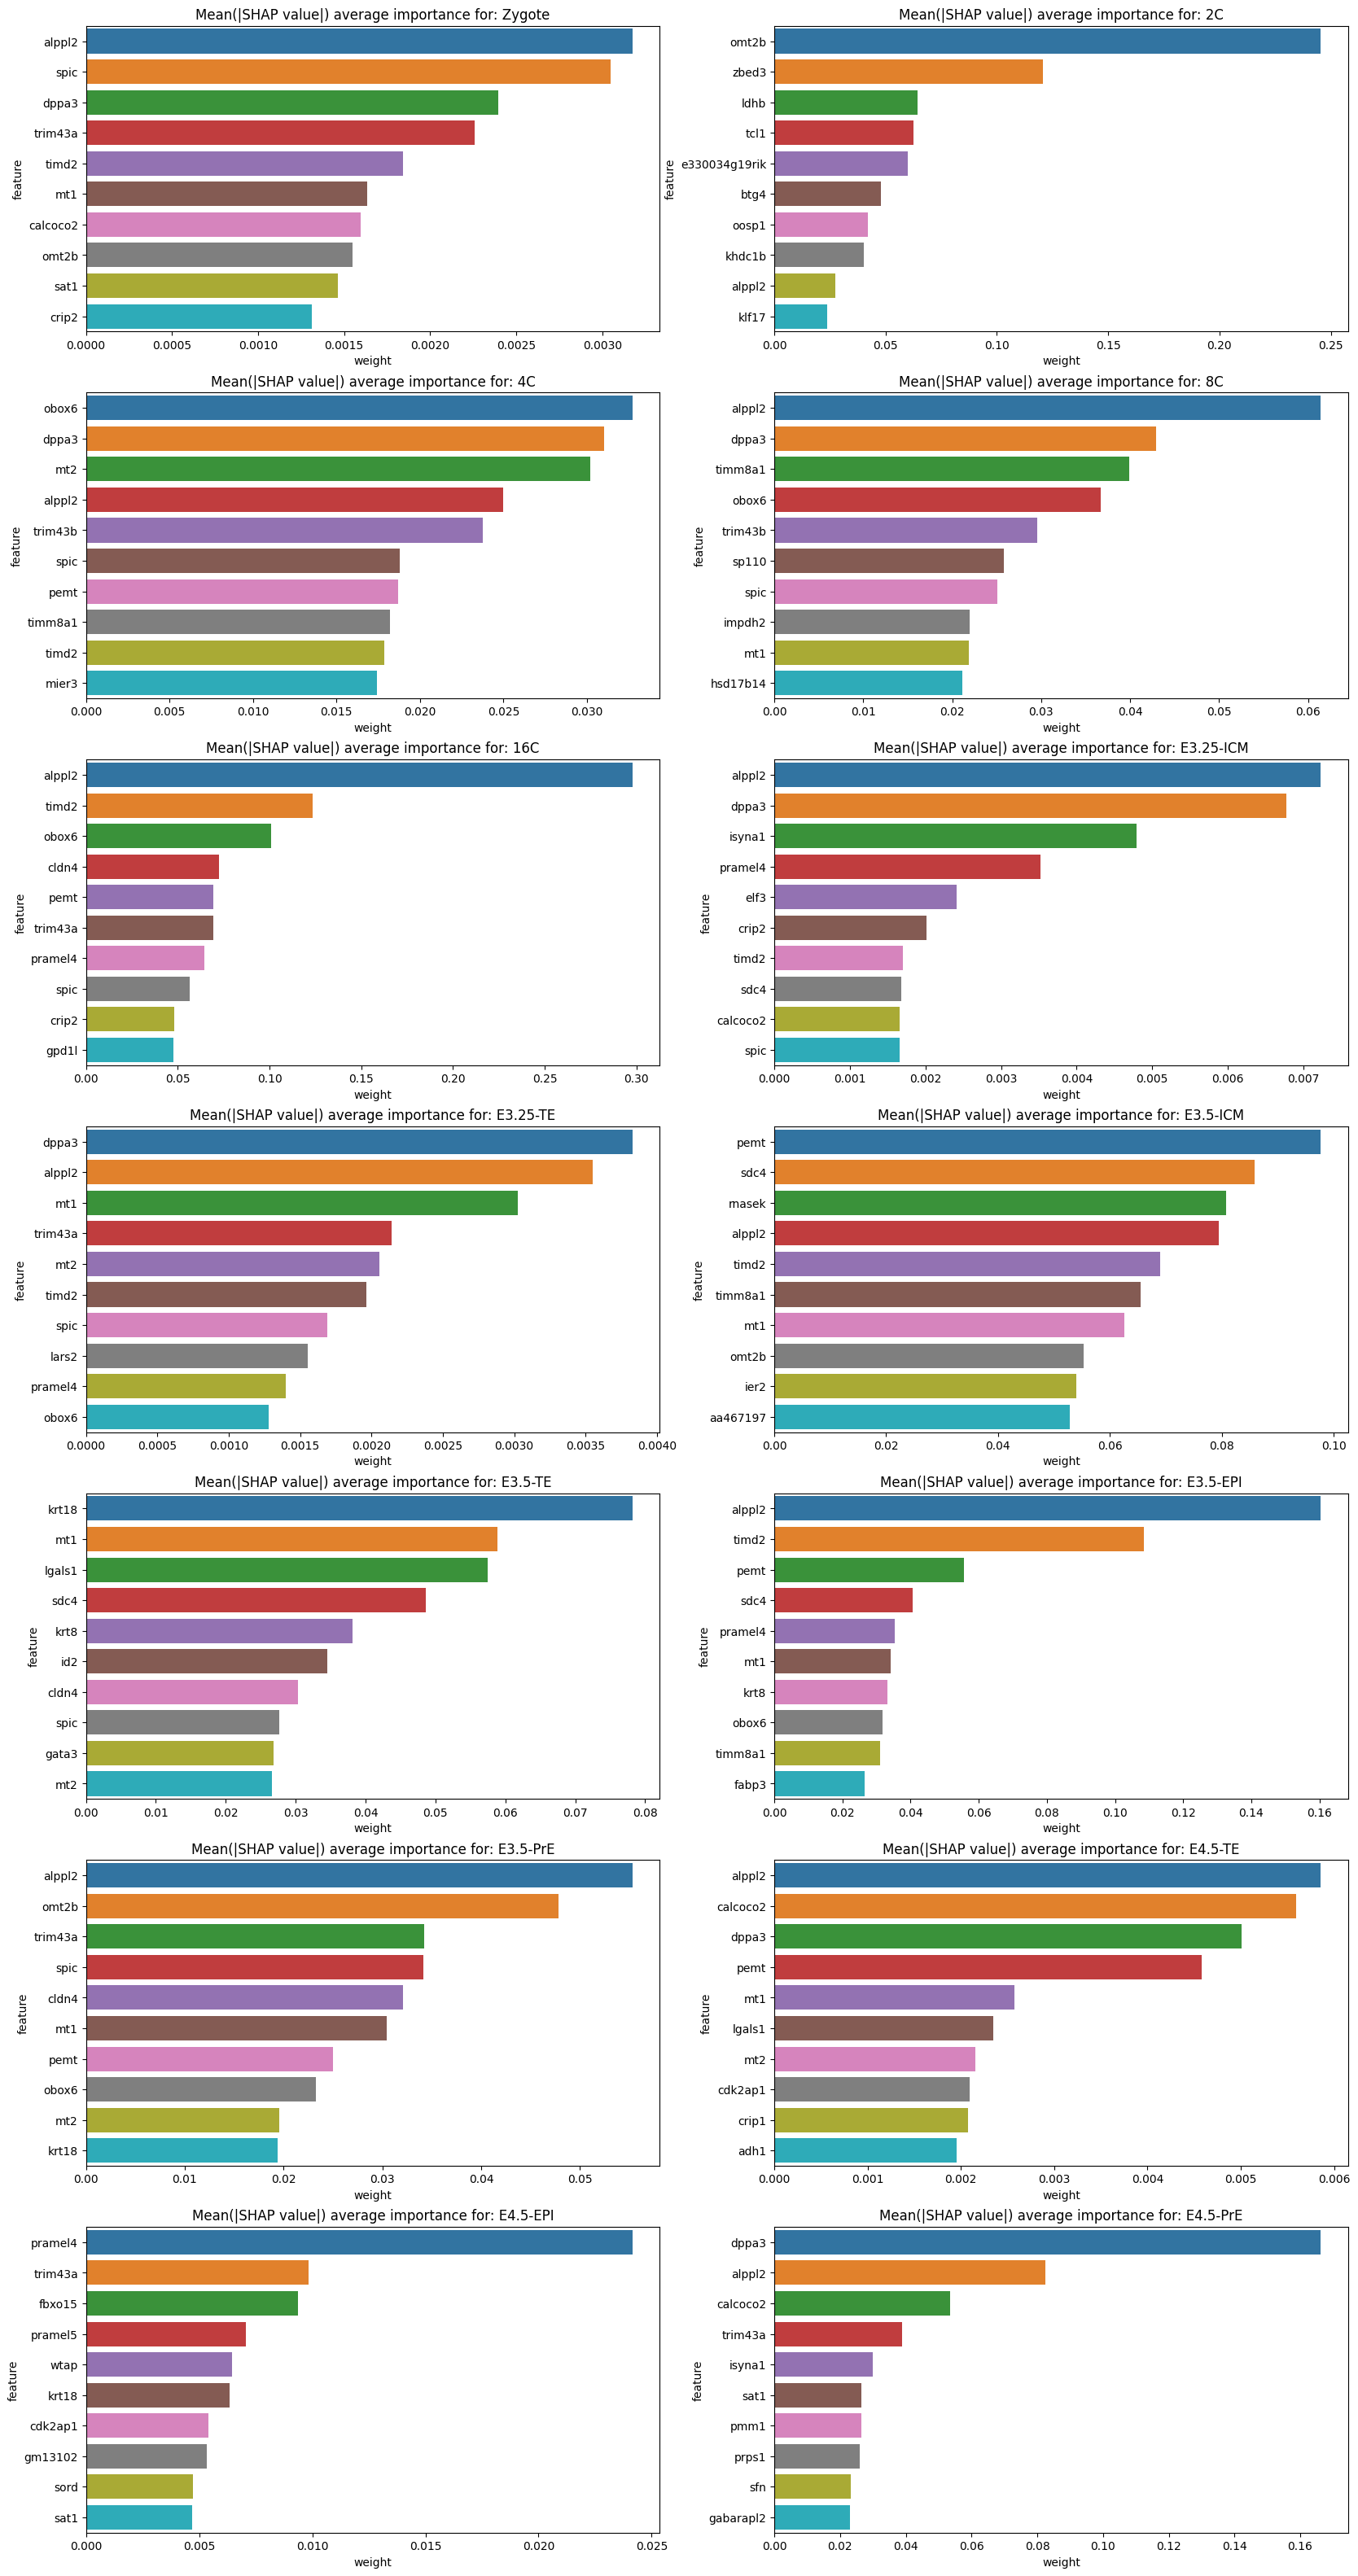 Mean(|SHAP value|) average importance for: Zygote
feature
alppl2
spic
dppa3
trim43a
timd2
mt1
calcoco2
omt2b
sat1
crip2
0.0000 0.0005 0.0010 0.0015 0.0020 0.0025 0.0030
weight
Mean(|SHAP value|) average importance for: 2C
feature
omt2b
zbed3
ldhb
tcl1
e330034g19rik
btg4
oosp1
khdc1b
alppl2
klf17
0.00 0.05 0.10 0.15 0.20 0.25
weight
Mean(|SHAP value|) average importance for: 4C
feature
obox6
dppa3
mt2
alppl2
trim43b
spic
pemt
timm8a1
timd2
mier3
0.000 0.005 0.010 0.015 0.020 0.025 0.030
weight
Mean(|SHAP value|) average importance for: 8C
feature
alppl2
dppa3
timm8a1
obox6
trim43b
sp110
spic
impdh2
mt1
hsd17b14
0.00 0.01 0.02 0.03 0.04 0.05 0.06
weight
Mean(|SHAP value|) average importance for: 16C
feature
alppl2
timd2
obox6
cldn4
pemt
trim43a
pramel4
spic
crip2
gpd1l
0.00 0.05 0.10 0.15 0.20 0.25 0.30
weight
Mean(|SHAP value|) average importance for: E3.25-ICM
feature
alppl2
dppa3
isyna1
pramel4
elf3
crip2
timd2
sdc4
calcoco2
spic
0.000 0.001 0.002 0.003 0.004 0.005 0.006 0.007
weight
Mean(|SHAP value|) average importance for: E3.25-TE
feature
dppa3
alppl2
mt1
trim43a
mt2
timd2
spic
lars2
pramel4
obox6
0.0000 0.0005 0.0010 0.0015 0.0020 0.0025 0.0030 0.0035 0.0040
weight
Mean(|SHAP value|) average importance for: E3.5-ICM
feature
pemt
sdc4
rnasek
alppl2
timd2
timm8a1
mt1
omt2b
ier2
aa467197
0.00 0.02 0.04 0.06 0.08 0.10
weight
Mean(|SHAP value|) average importance for: E3.5-TE
feature
krt18
mt1
lgals1
sdc4
krt8
id2
cldn4
spic
gata3
mt2
0.00 0.01 0.02 0.03 0.04 0.05 0.06 0.07 0.08
weight
Mean(|SHAP value|) average importance for: E3.5-EPI
feature
alppl2
timd2
pemt
sdc4
pramel4
mt1
krt8
obox6
timm8a1
fabp3
0.00 0.02 0.04 0.06 0.08 0.10 0.12 0.14 0.16
weight
Mean(|SHAP value|) average importance for: E3.5-PrE
feature
alppl2
omt2b
trim43a
spic
cldn4
mt1
pemt
obox6
mt2
krt18
0.00 0.01 0.02 0.03 0.04 0.05
weight
Mean(|SHAP value|) average importance for: E4.5-TE
feature
alppl2
calcoco2
dppa3
pemt
mt1
lgals1
mt2
cdk2ap1
crip1
adh1
0.000 0.001 0.002 0.003 0.004 0.005 0.006
weight
Mean(|SHAP value|) average importance for: E4.5-EPI
feature
pramel4
trim43a
fbxo15
pramel5
wtap
krt18
cdk2ap1
gm13102
sord
sat1
0.000 0.005 0.010 0.015 0.020 0.025
weight
Mean(|SHAP value|) average importance for: E4.5-PrE
feature
dppa3
alppl2
calcoco2
trim43a
isyna1
sat1
pmm1
prps1
sfn
gabarapl2
0.00 0.02 0.04 0.06 0.08 0.10 0.12 0.14 0.16
weight